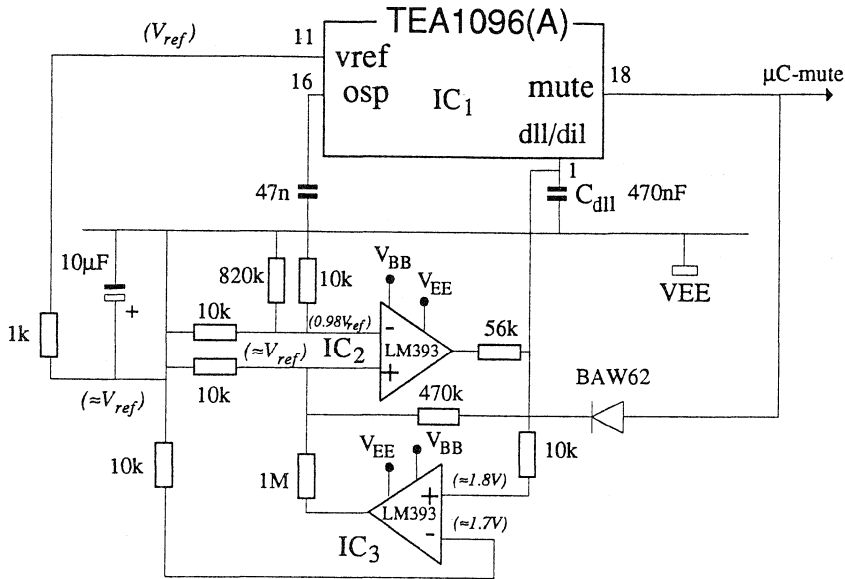 TEA1096(A)
(Vref)
11
vref
16
osp
IC1
mute
18
μC-mute
dll/dil
1
47n
Cdll 470nF
10μF
+
820k
10k
VBB
VEE
VEE
1k
10k
(0.98Vref)
-
IC2
LM393
56k
(≈Vref)
+
10k
BAW62
(≈Vref)
470k
VEE
VBB
10k
10k
1M
+
(≈1.8V)
LM393
(≈1.7V)
-
IC3